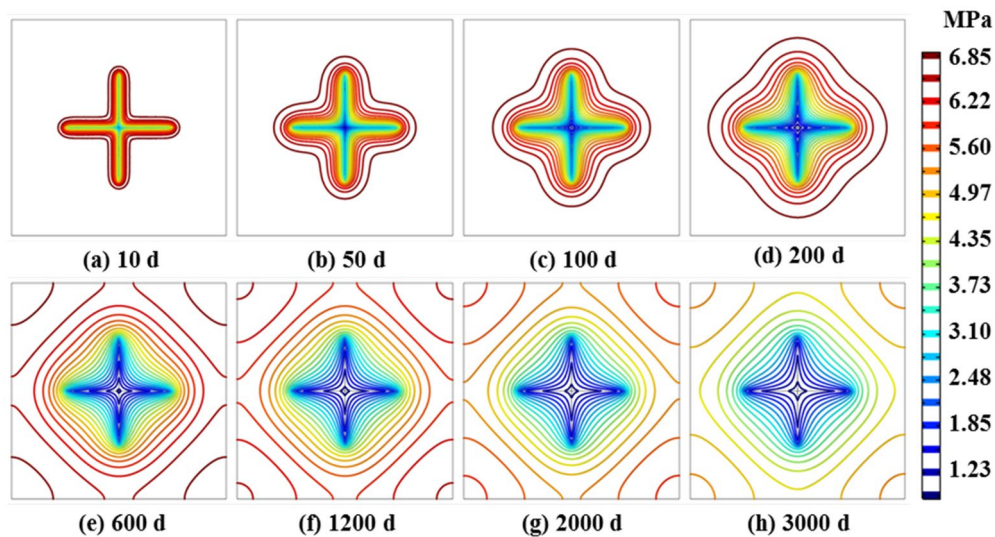 MPa
6.85
6.22
5.60
4.97
4.35
3.73
3.10
2.48
1.85
1.23
(a) 10 d
(b) 50 d
(c) 100 d
(d) 200 d
(e) 600 d
(f) 1200 d
(g) 2000 d
(h) 3000 d